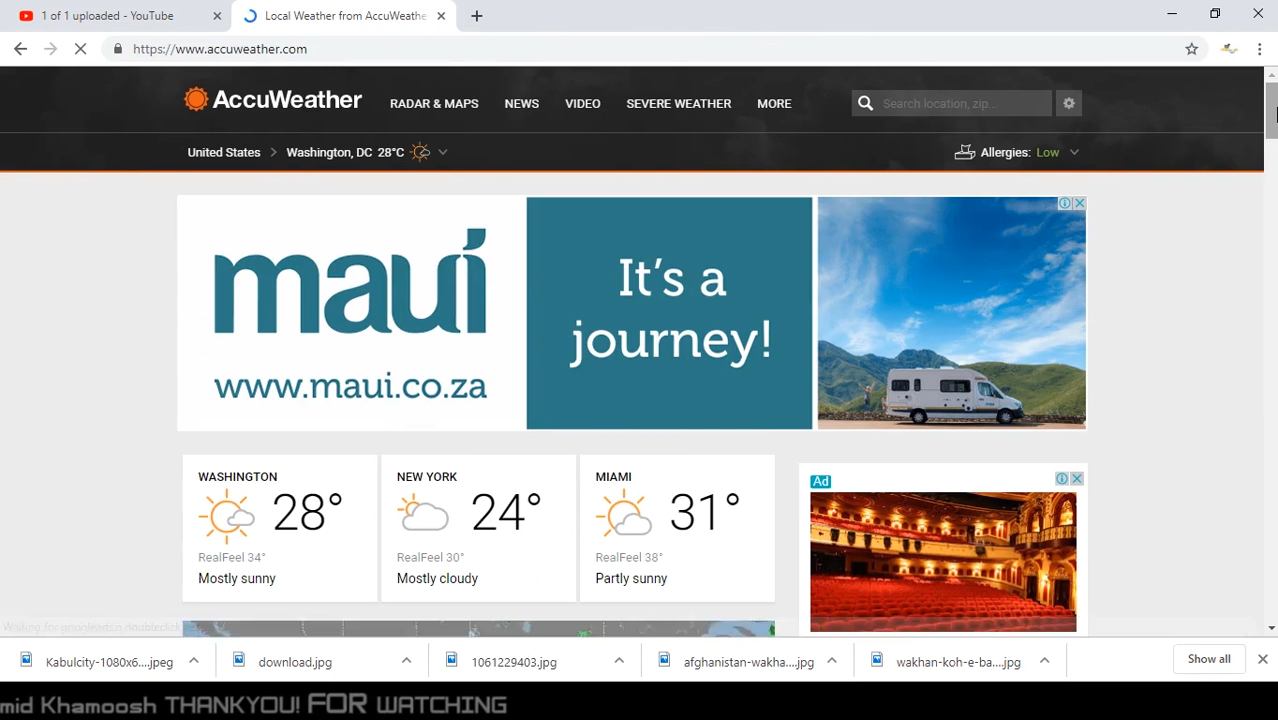 1 of 1 uploaded - YouTube
Local Weather from AccuWeathe
https://www.accuweather.com
AccuWeather
RADAR & MAPS
NEWS
VIDEO
SEVERE WEATHER
MORE
Search location, zip...
United States
Washington, DC 28°C
Allergies: Low
mauí
www.maui.co.za
It's a
journey!
WASHINGTON
28°
RealFeel 34°
Mostly sunny
NEW YORK
24°
RealFeel 30°
Mostly cloudy
MIAMI
31°
RealFeel 38°
Partly sunny
Ad
Kabulcity-1080x6....jpeg
download.jpg
1061229403.jpg
afghanistan-wakha....jpg
wakhan-koh-e-ba....jpg
Show all
mid Khamoosh THANKYOU! FOR WATCHING